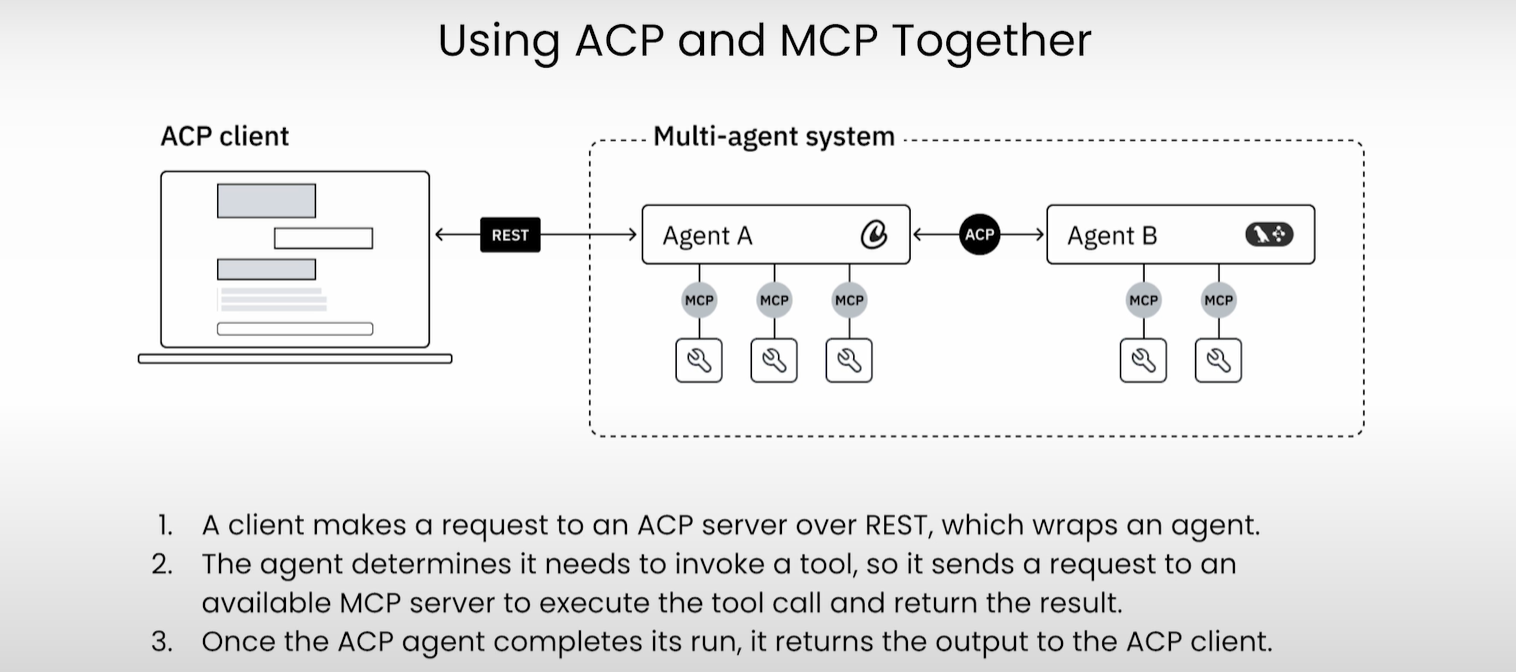 Using ACP and MCP Together
ACP client
Multi-agent system
REST
Agent A
ACP
Agent B
MCP
MCP
MCP
MCP
MCP
1. A client makes a request to an ACP server over REST, which wraps an agent.
2. The agent determines it needs to invoke a tool, so it sends a request to an
available MCP server to execute the tool call and return the result.
3. Once the ACP agent completes its run, it returns the output to the ACP client.